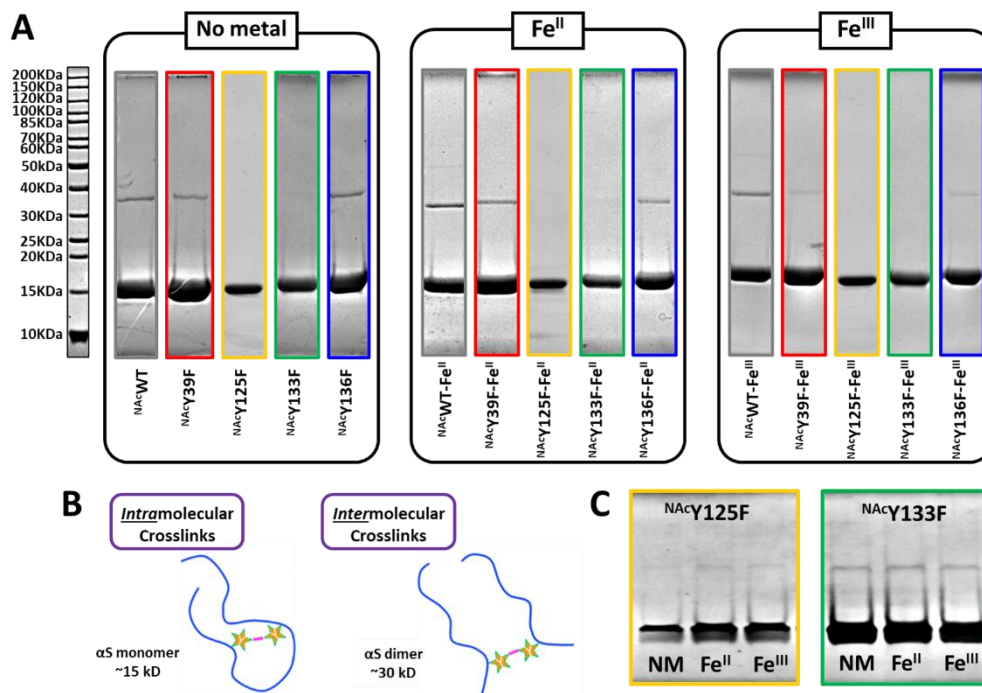 A
No metal
Fe^II
Fe^III
200KDa
150KDa
120KDa
100KDa
85KDa
70KDa
60KDa
50kDa
40KDa
30KDa
25KDa
20KDa
15KDa
10KDa
NAcWT
NAcY39F
NAcY125F
NAcY133F
NAcY136F
NAcWT-Fe^II
NAcY39F-Fe^II
NAcY125F-Fe^II
NAcY133F-Fe^II
NAcY136F-Fe^II
NAcWT-Fe^III
NAcY39F-Fe^III
NAcY125F-Fe^III
NAcY133F-Fe^III
NAcY136F-Fe^III
B
Intramolecular
Crosslinks
αS monomer
~15 kD
Intermolecular
Crosslinks
αS dimer
~30 kD
C
NAcY125F
NM Fe^II Fe^III
NAcY133F
NM Fe^II Fe^III